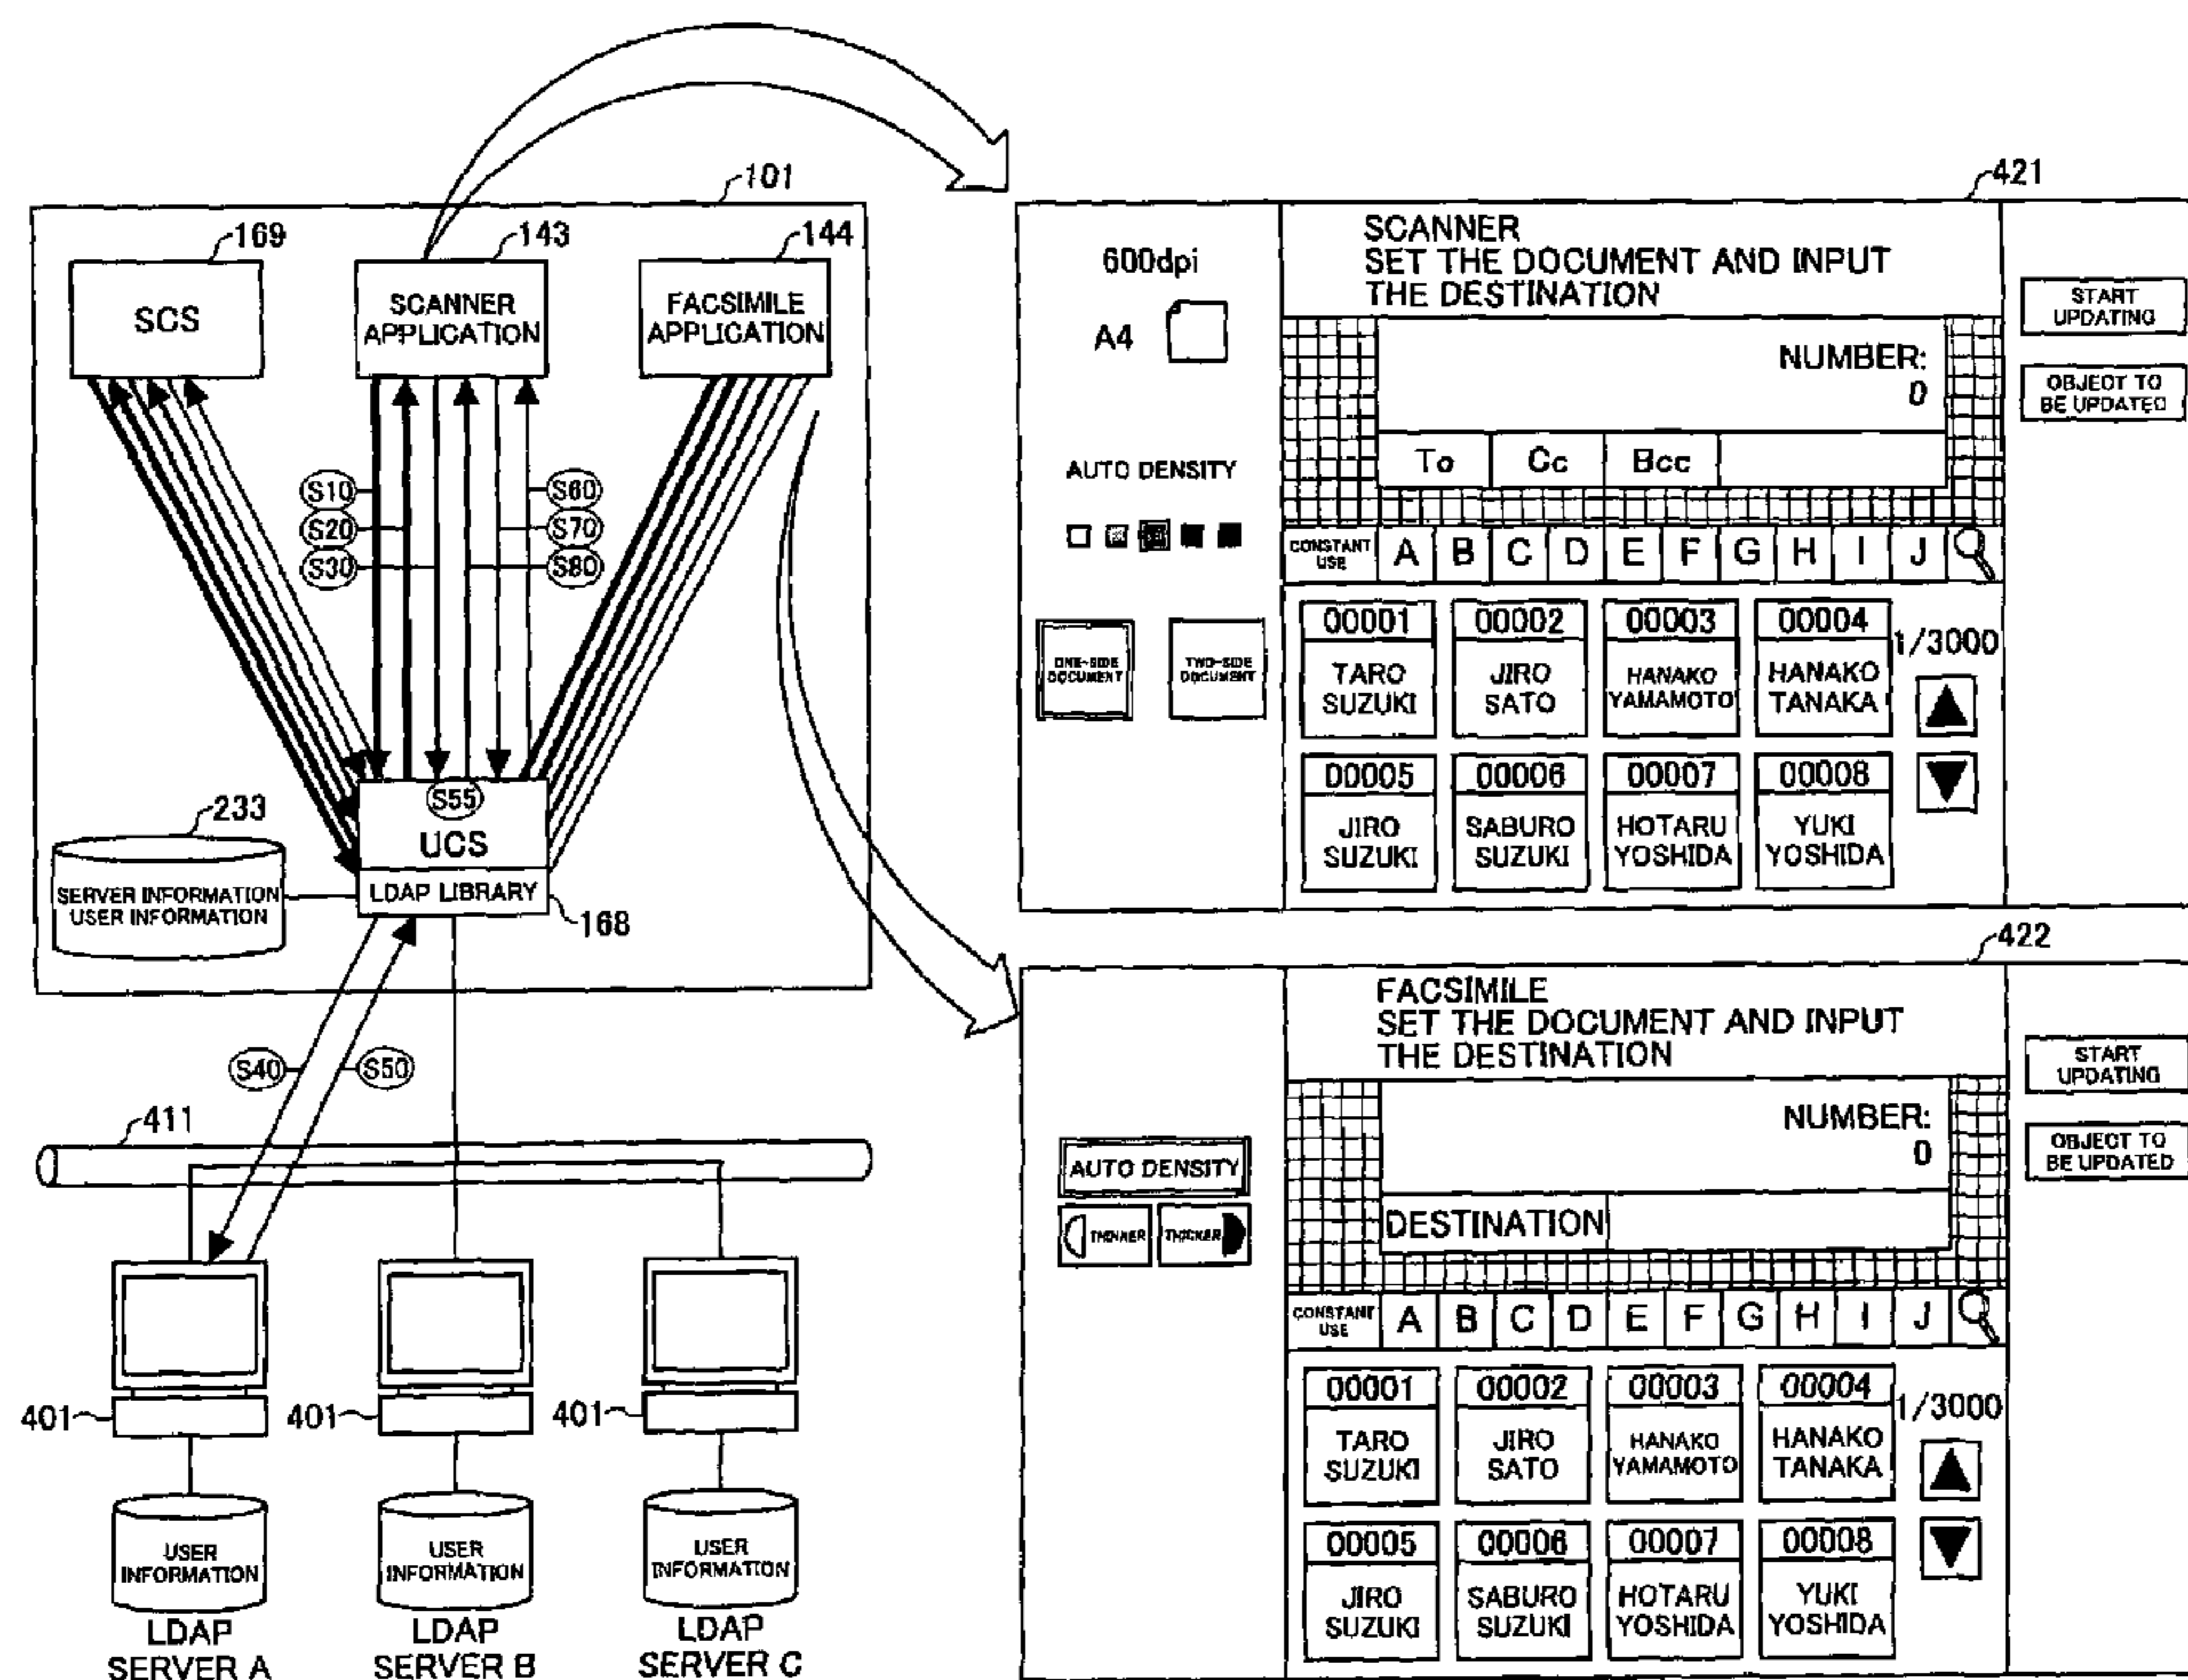 101
169
143
144
SCS
SCANNER
APPLICATION
FACSIMILE
APPLICATION
S10
S20
S30
S60
S70
S80
S55
UCS
LDAP LIBRARY
168
233
SERVER INFORMATION
USER INFORMATION
S40
S50
411
401
401
401
USER
INFORMATION
USER
INFORMATION
USER
INFORMATION
LDAP
SERVER A
LDAP
SERVER B
LDAP
SERVER C
421
600dpi
A4
AUTO DENSITY
ONE-SIDE
DOCUMENT
TWO-SIDE
DOCUMENT
SCANNER
SET THE DOCUMENT AND INPUT
THE DESTINATION
NUMBER:
0
To Cc Bcc
CONSTANT
USE
A B C D E F G H I J
00001 00002 00003 00004
TARO
SUZUKI
JIRO
SATO
HANAKO
YAMAMOTO
HANAKO
TANAKA
1/3000
00005 00006 00007 00008
JIRO
SUZUKI
SABURO
SUZUKI
HOTARU
YOSHIDA
YUKI
YOSHIDA
START
UPDATING
OBJECT TO
BE UPDATED
422
AUTO DENSITY
THINNER
THICKER
FACSIMILE
SET THE DOCUMENT AND INPUT
THE DESTINATION
NUMBER:
0
DESTINATION
CONSTANT
USE
A B C D E F G H I J
00001 00002 00003 00004
TARO
SUZUKI
JIRO
SATO
HANAKO
YAMAMOTO
HANAKO
TANAKA
1/3000
00005 00006 00007 00008
JIRO
SUZUKI
SABURO
SUZUKI
HOTARU
YOSHIDA
YUKI
YOSHIDA
START
UPDATING
OBJECT TO
BE UPDATED